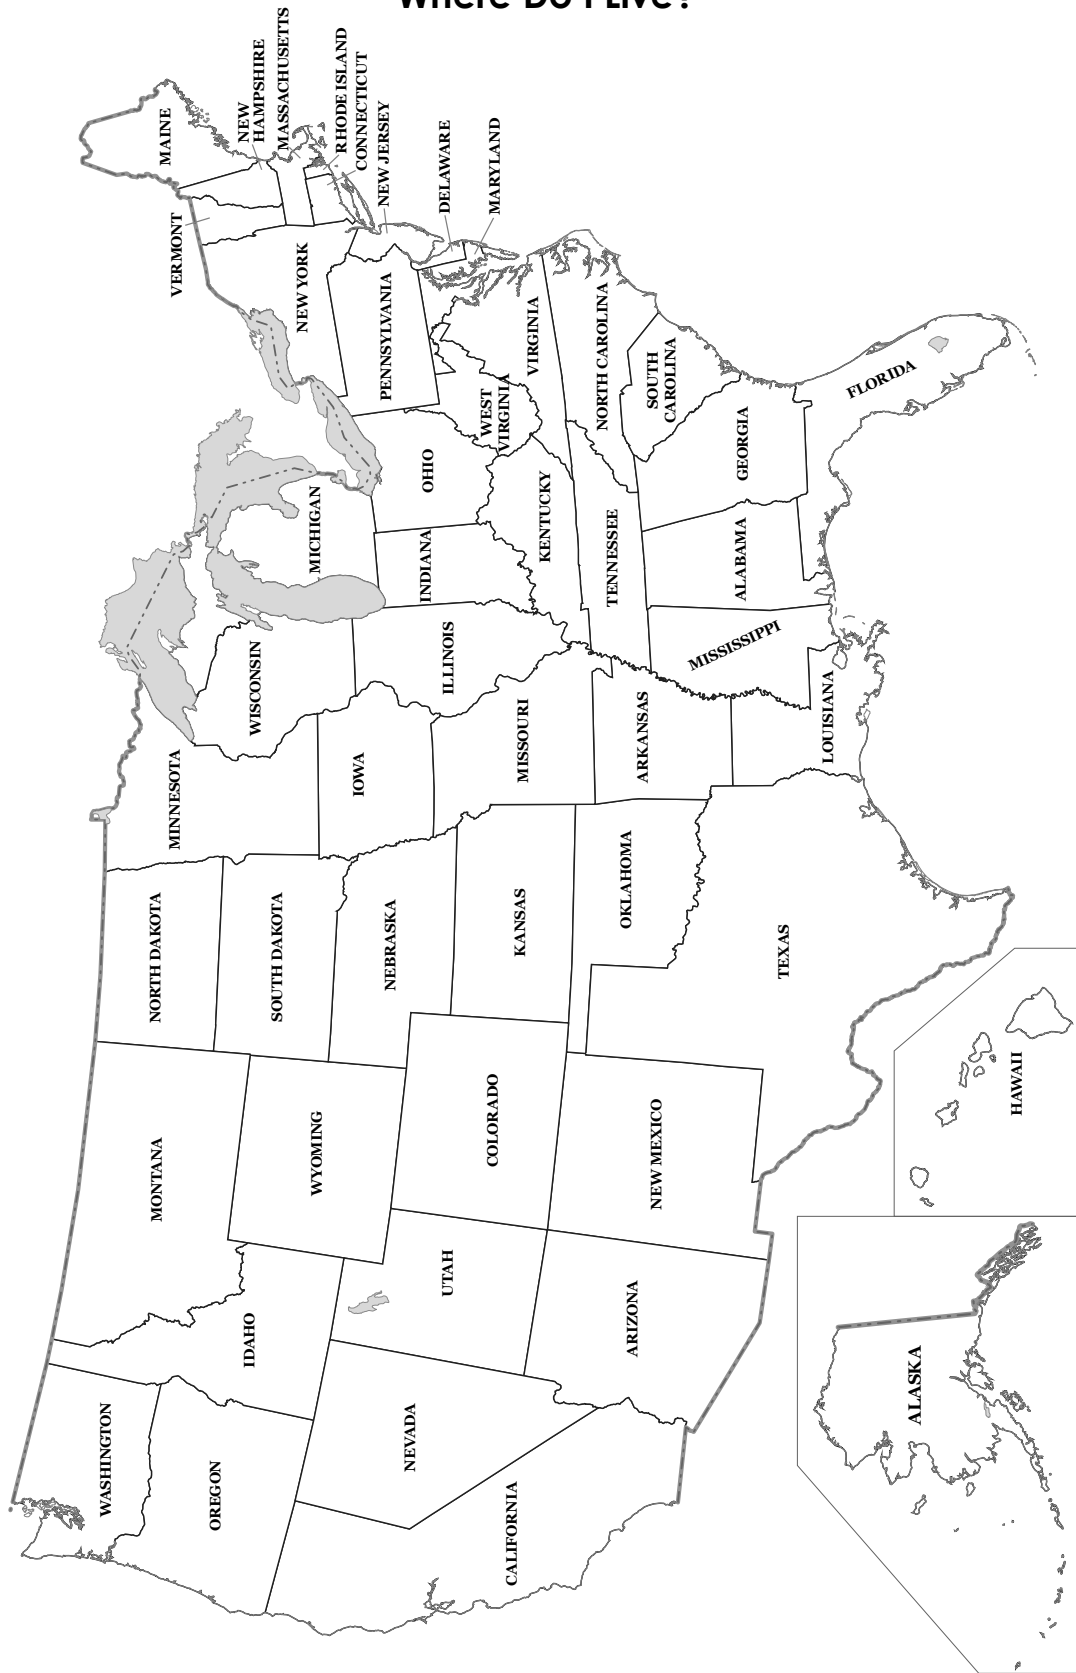 Where Do I Live?
MAINE
NEW
HAMPSHIRE
MASSACHUSETTS
RHODE ISLAND
CONNECTICUT
NEW JERSEY
DELAWARE
MARYLAND
VERMONT
NEW YORK
PENNSYLVANIA
VIRGINIA
WEST
VIRGINIA
NORTH CAROLINA
SOUTH
CAROLINA
GEORGIA
FLORIDA
OHIO
MICHIGAN
INDIANA
KENTUCKY
TENNESSEE
ALABAMA
MISSISSIPPI
WISCONSIN
ILLINOIS
MINNESOTA
IOWA
MISSOURI
ARKANSAS
LOUISIANA
NORTH DAKOTA
SOUTH DAKOTA
NEBRASKA
KANSAS
OKLAHOMA
TEXAS
MONTANA
WYOMING
COLORADO
NEW MEXICO
IDAHO
UTAH
ARIZONA
WASHINGTON
OREGON
NEVADA
CALIFORNIA
ALASKA
HAWAII